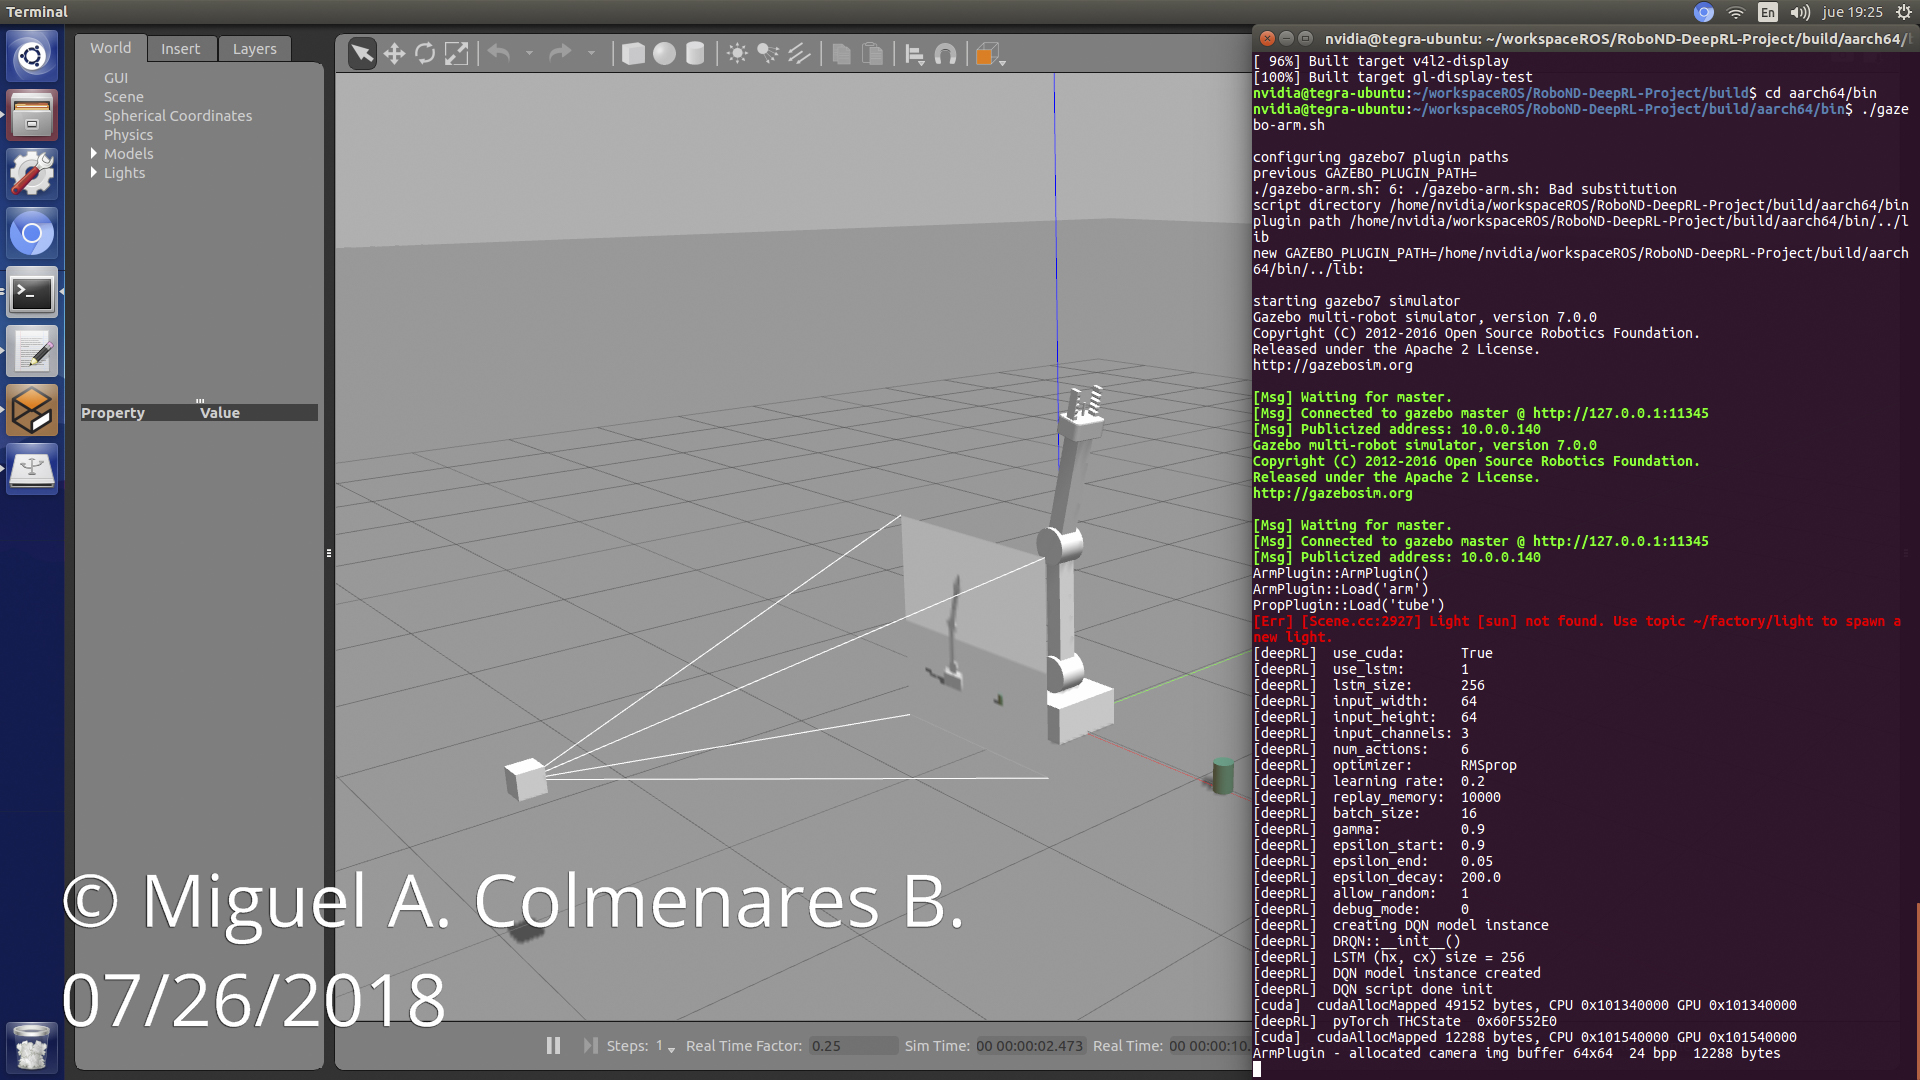 Terminal
En
jue 19:25
World
Insert
Layers
GUI
Scene
Spherical Coordinates
Physics
Models
Lights
Property Value
Steps: 1
Real Time Factor: 0.25
Sim Time: 00 00:00:02.473
Real Time: 00 00:00:10.
© Miguel A. Colmenares B.
07/26/2018
nvidia@tegra-ubuntu: ~/workspaceROS/RoboND-DeepRL-Project/build/aarch64/
[ 96%] Built target v4l2-display
[100%] Built target gl-display-test
nvidia@tegra-ubuntu:~/workspaceROS/RoboND-DeepRL-Project/build$ cd aarch64/bin
nvidia@tegra-ubuntu:~/workspaceROS/RoboND-DeepRL-Project/build/aarch64/bin$ ./gaze
bo-arm.sh
configuring gazebo7 plugin paths
previous GAZEBO_PLUGIN_PATH=
./gazebo-arm.sh: 6: ./gazebo-arm.sh: Bad substitution
script directory /home/nvidia/workspaceROS/RoboND-DeepRL-Project/build/aarch64/bin
plugin path /home/nvidia/workspaceROS/RoboND-DeepRL-Project/build/aarch64/bin/../l
ib
new GAZEBO_PLUGIN_PATH=/home/nvidia/workspaceROS/RoboND-DeepRL-Project/build/aarch
64/bin/../lib:
starting gazebo7 simulator
Gazebo multi-robot simulator, version 7.0.0
Copyright (C) 2012-2016 Open Source Robotics Foundation.
Released under the Apache 2 License.
http://gazebosim.org
[Msg] Waiting for master.
[Msg] Connected to gazebo master @ http://127.0.0.1:11345
[Msg] Publicized address: 10.0.0.140
Gazebo multi-robot simulator, version 7.0.0
Copyright (C) 2012-2016 Open Source Robotics Foundation.
Released under the Apache 2 License.
http://gazebosim.org
[Msg] Waiting for master.
[Msg] Connected to gazebo master @ http://127.0.0.1:11345
[Msg] Publicized address: 10.0.0.140
ArmPlugin::ArmPlugin()
ArmPlugin::Load('arm')
PropPlugin::Load('tube')
[Err] [Scene.cc:2927] Light [sun] not found. Use topic ~/factory/light to spawn a
new light.
[deepRL]  use_cuda:       True
[deepRL]  use_lstm:       1
[deepRL]  lstm_size:      256
[deepRL]  input_width:    64
[deepRL]  input_height:   64
[deepRL]  input_channels: 3
[deepRL]  num_actions:    6
[deepRL]  optimizer:      RMSprop
[deepRL]  learning rate:  0.2
[deepRL]  replay_memory:  10000
[deepRL]  batch_size:     16
[deepRL]  gamma:          0.9
[deepRL]  epsilon_start:  0.9
[deepRL]  epsilon_end:    0.05
[deepRL]  epsilon_decay:  200.0
[deepRL]  allow_random:   1
[deepRL]  debug_mode:     0
[deepRL]  creating DQN model instance
[deepRL]  DRQN::__init__()
[deepRL]  LSTM (hx, cx) size = 256
[deepRL]  DQN model instance created
[deepRL]  DQN script done init
[cuda]  cudaAllocMapped 49152 bytes, CPU 0x101340000 GPU 0x101340000
[deepRL]  pyTorch THCState  0x60F552E0
[cuda]  cudaAllocMapped 12288 bytes, CPU 0x101540000 GPU 0x101540000
ArmPlugin - allocated camera img buffer 64x64  24 bpp  12288 bytes